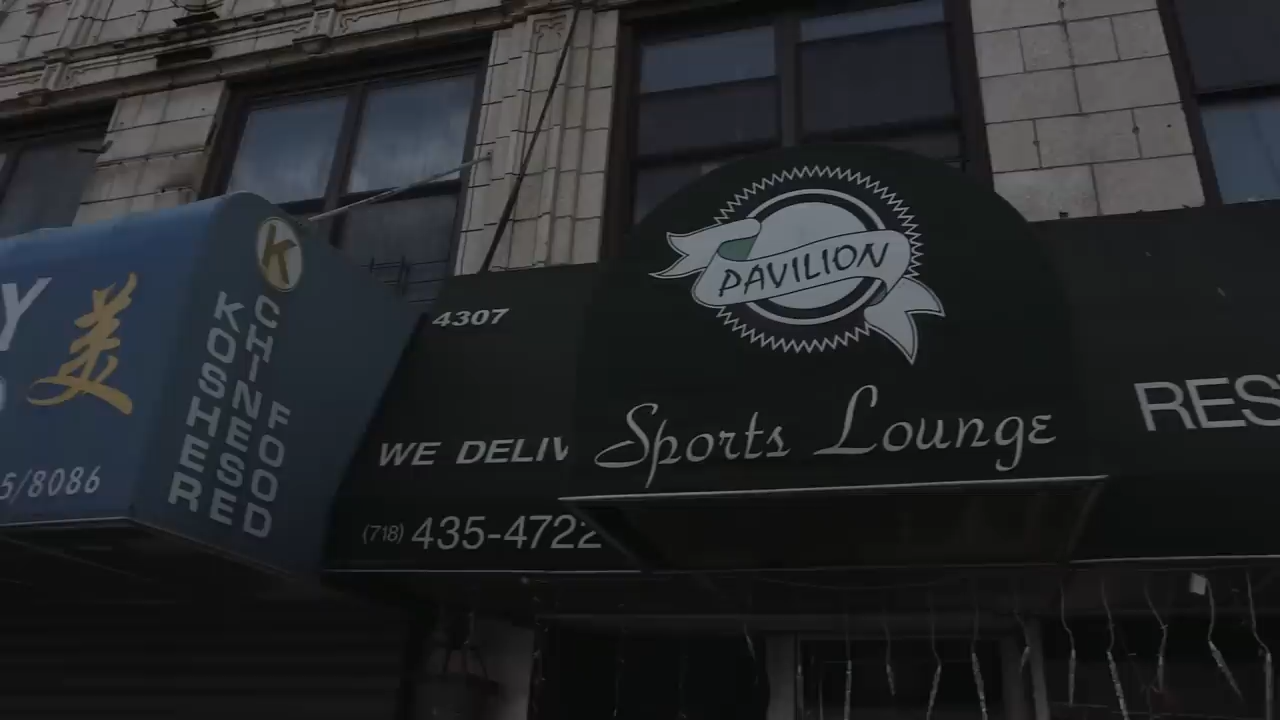 Y
美
5/8086
K
KOSHER
CHINESE
FOOD
4307
WE DELIV
(718) 435-4722
PAVILION
Sports Lounge
RES